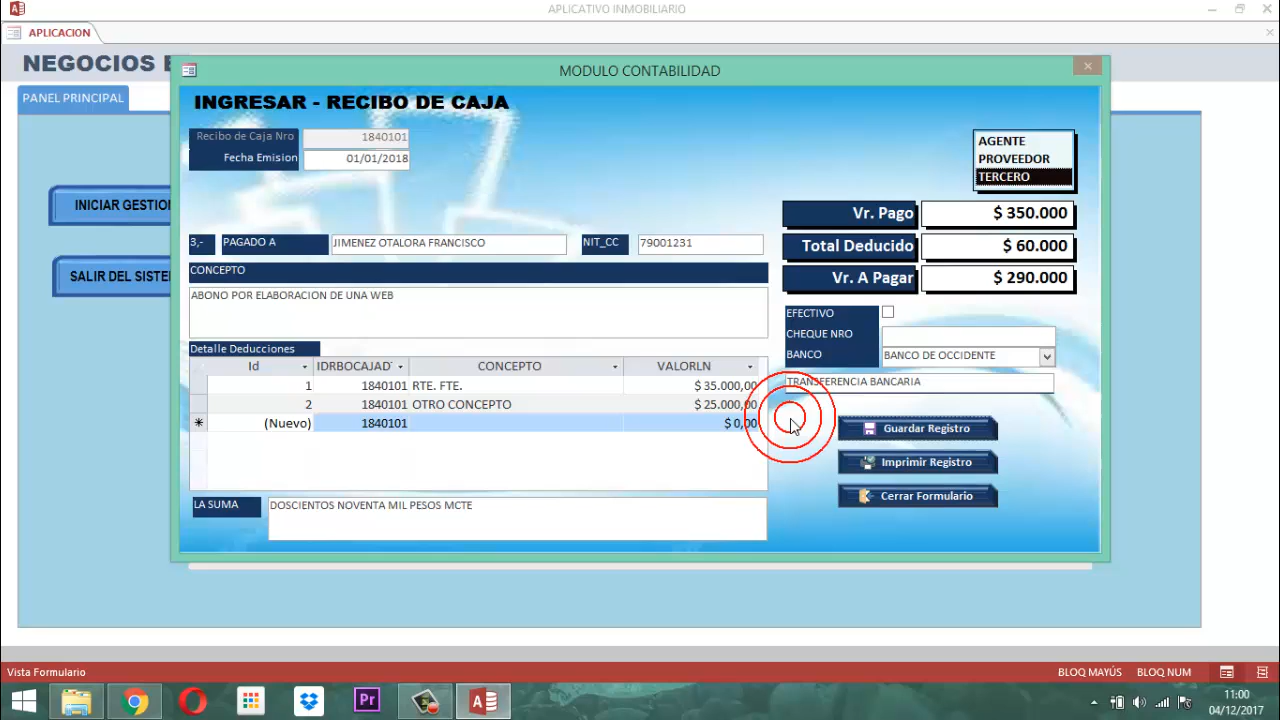 APLICATIVO INMOBILIARIO
APLICACION
NEGOCIOS
PANEL PRINCIPAL
INICIAR GESTION
SALIR DEL SISTE
MODULO CONTABILIDAD
INGRESAR - RECIBO DE CAJA
Recibo de Caja Nro 1840101
Fecha Emision 01/01/2018
AGENTE
PROVEEDOR
TERCERO
Vr. Pago $ 350.000
Total Deducido $ 60.000
Vr. A Pagar $ 290.000
3,- PAGADO A JIMENEZ OTALORA FRANCISCO NIT_CC 79001231
CONCEPTO
ABONO POR ELABORACION DE UNA WEB
EFECTIVO
CHEQUE NRO
BANCO BANCO DE OCCIDENTE
TRANSFERENCIA BANCARIA
Detalle Deducciones
Id IDRBOCAJAD CONCEPTO VALORLN
1 1840101 RTE. FTE. $ 35.000,00
2 1840101 OTRO CONCEPTO $ 25.000,00
(Nuevo) 1840101 $ 0,00
LA SUMA DOSCIENTOS NOVENTA MIL PESOS MCTE
Guardar Registro
Imprimir Registro
Cerrar Formulario
Vista Formulario
BLOQ MAYÚS BLOQ NUM
Pr
11:00
04/12/2017